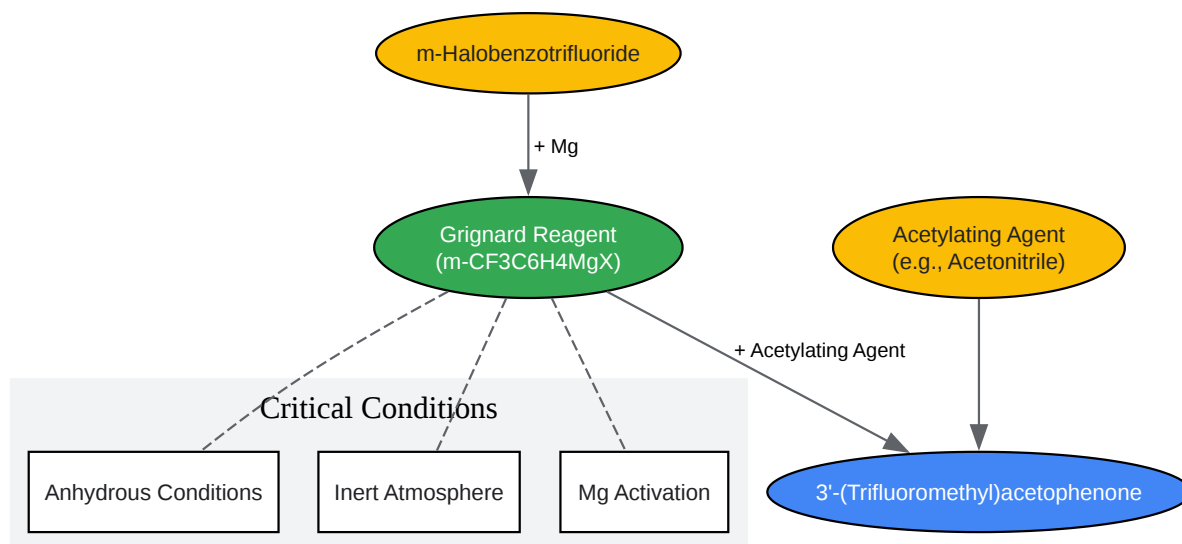 m-Halobenzotrifluoride
+ Mg
Grignard Reagent
(m-CF3C6H4MgX)
Acetylating Agent
(e.g., Acetonitrile)
+ Acetylating Agent
Critical Conditions
Anhydrous Conditions
Inert Atmosphere
Mg Activation
3'-(Trifluoromethyl)acetophenone